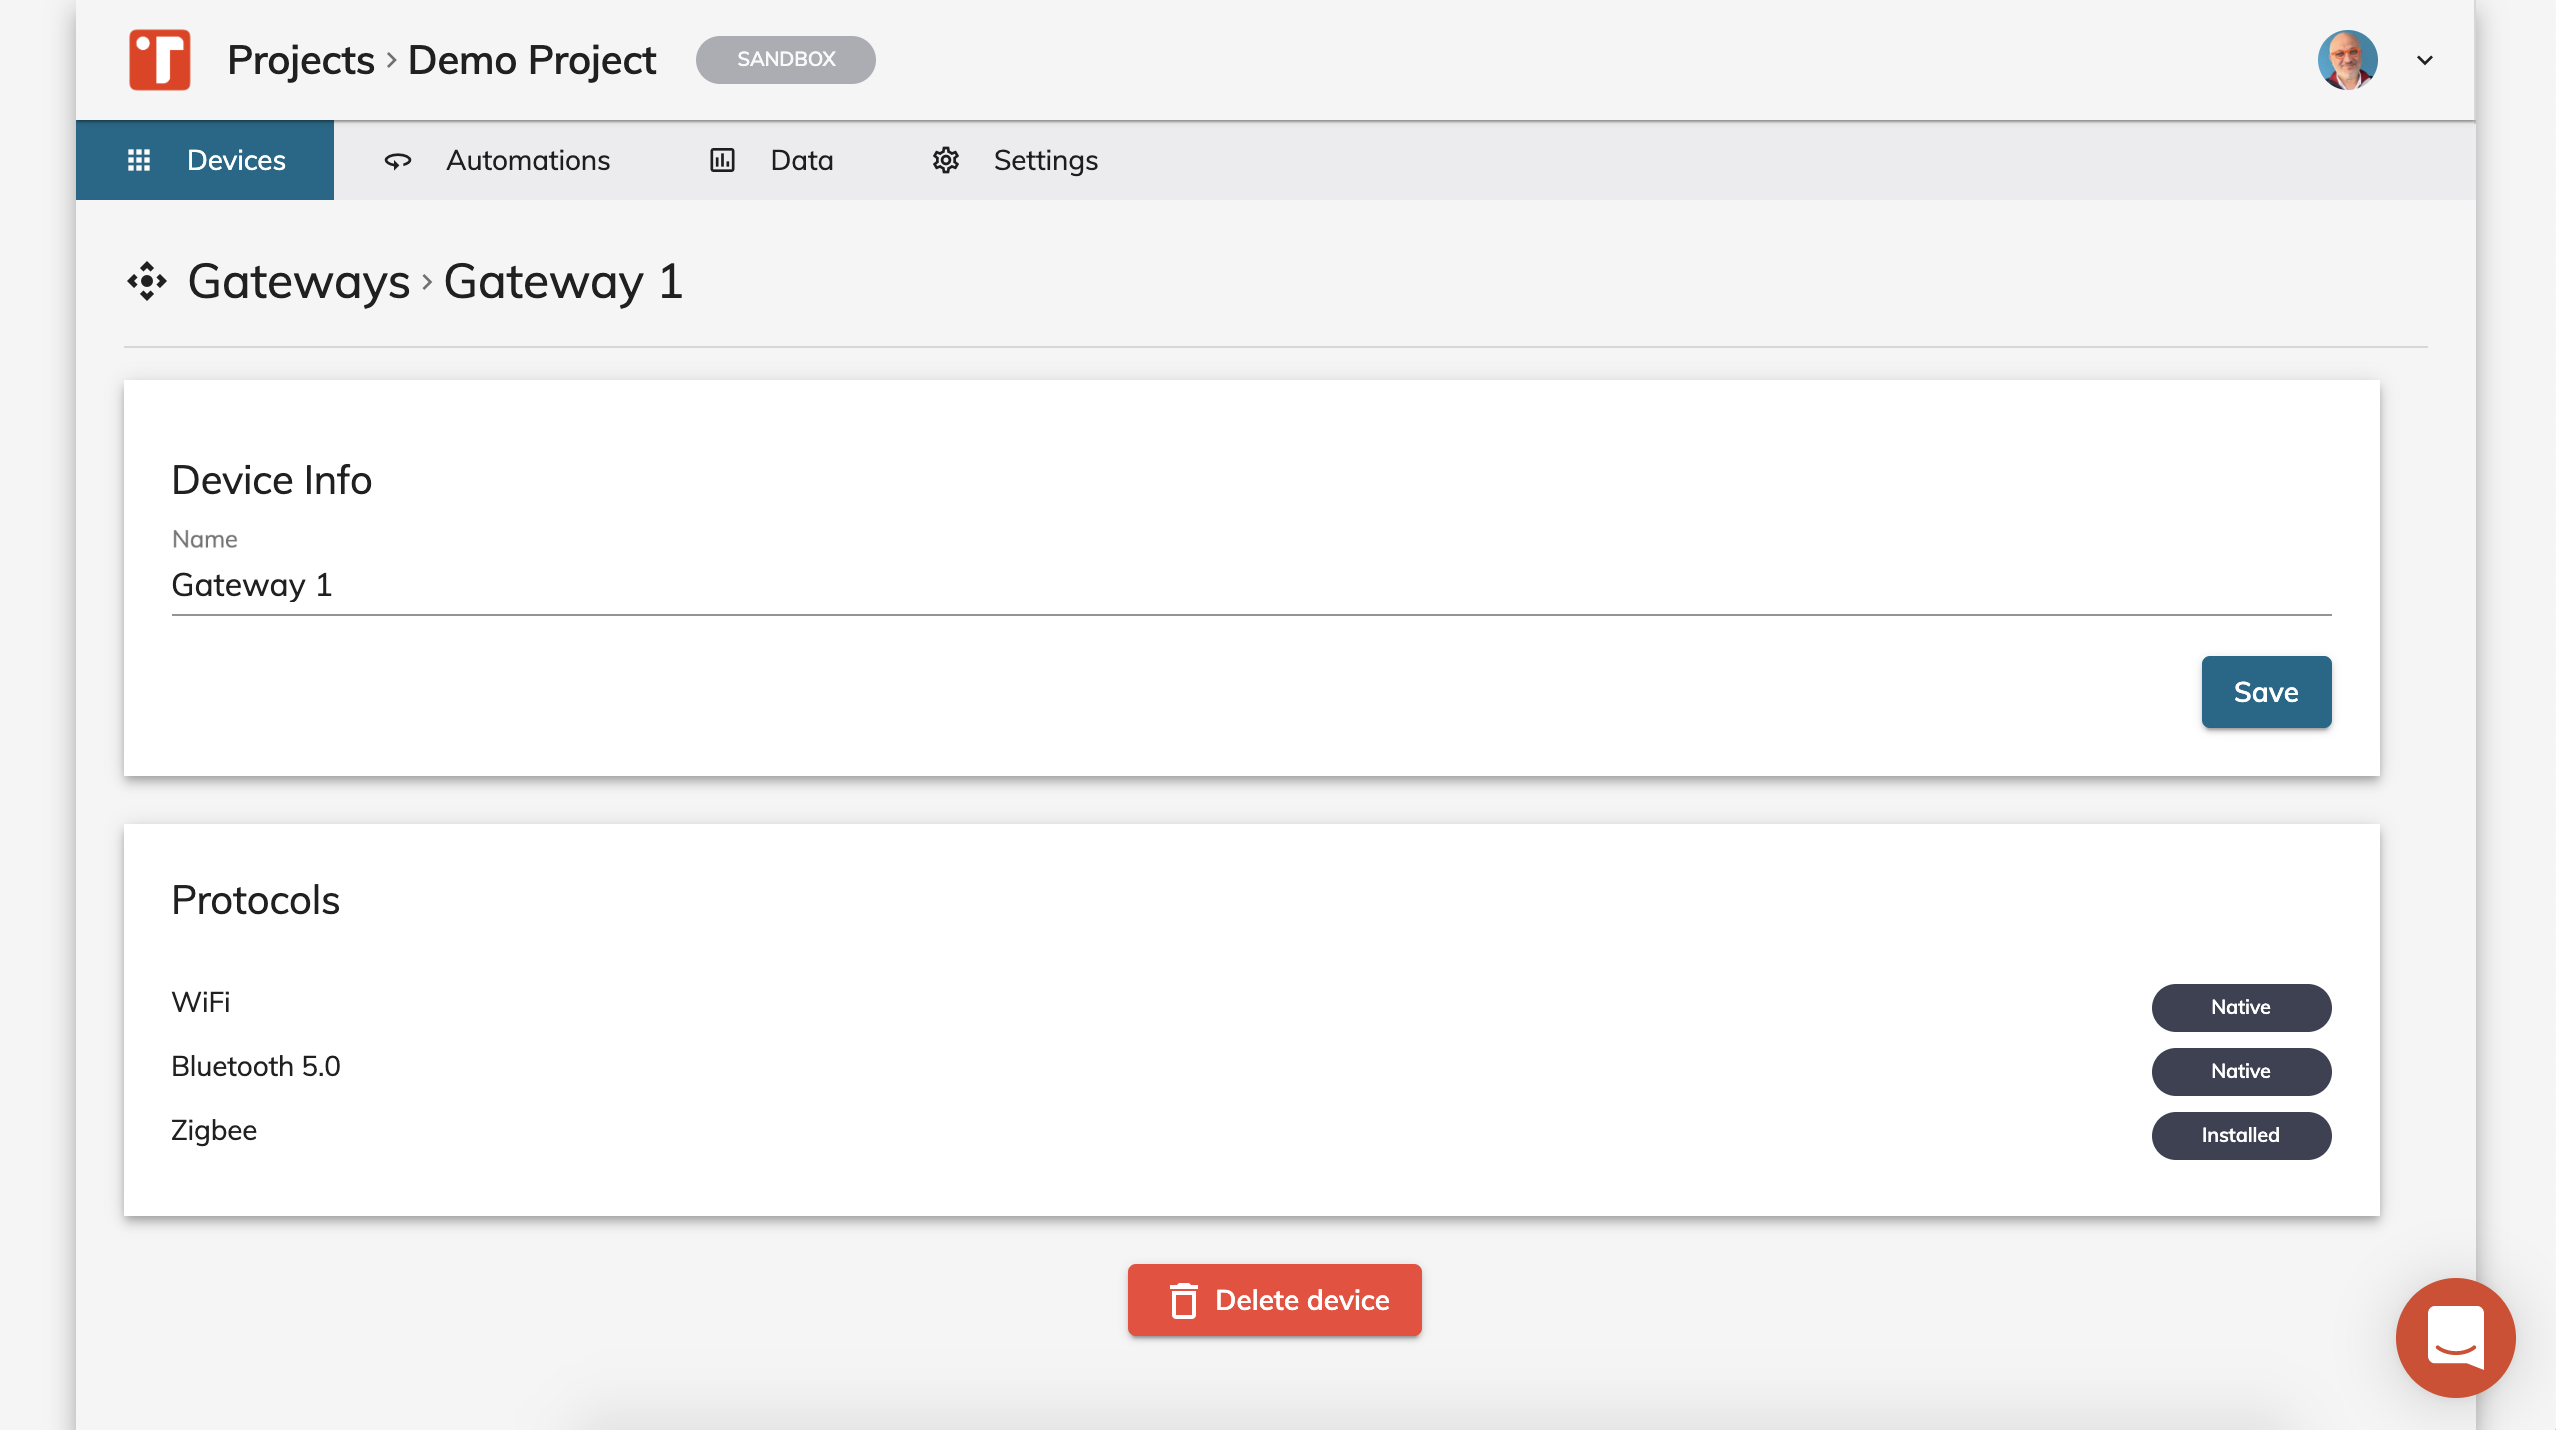 Projects › Demo Project SANDBOX
Devices Automations Data Settings
Gateways › Gateway 1
Device Info
Name
Gateway 1
Save
Protocols
WiFi Native
Bluetooth 5.0 Native
Zigbee Installed
Delete device